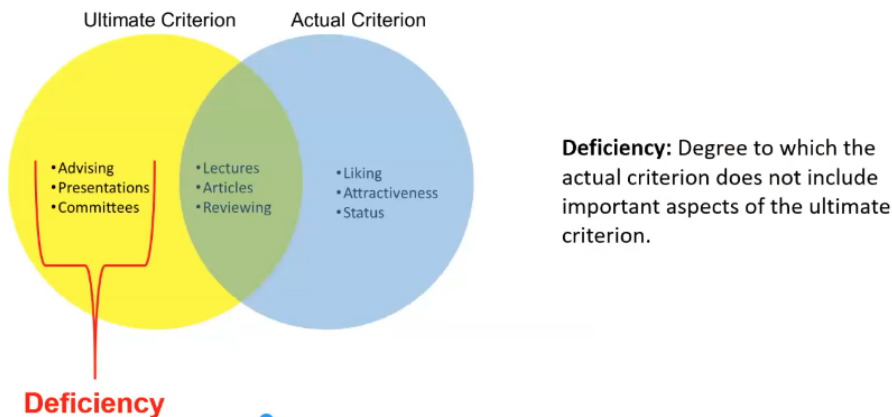 Ultimate Criterion
Actual Criterion
•Advising
•Presentations
•Committees
•Lectures
•Articles
•Reviewing
•Liking
•Attractiveness
•Status
Deficiency: Degree to which the
actual criterion does not include
important aspects of the ultimate
criterion.
Deficiency